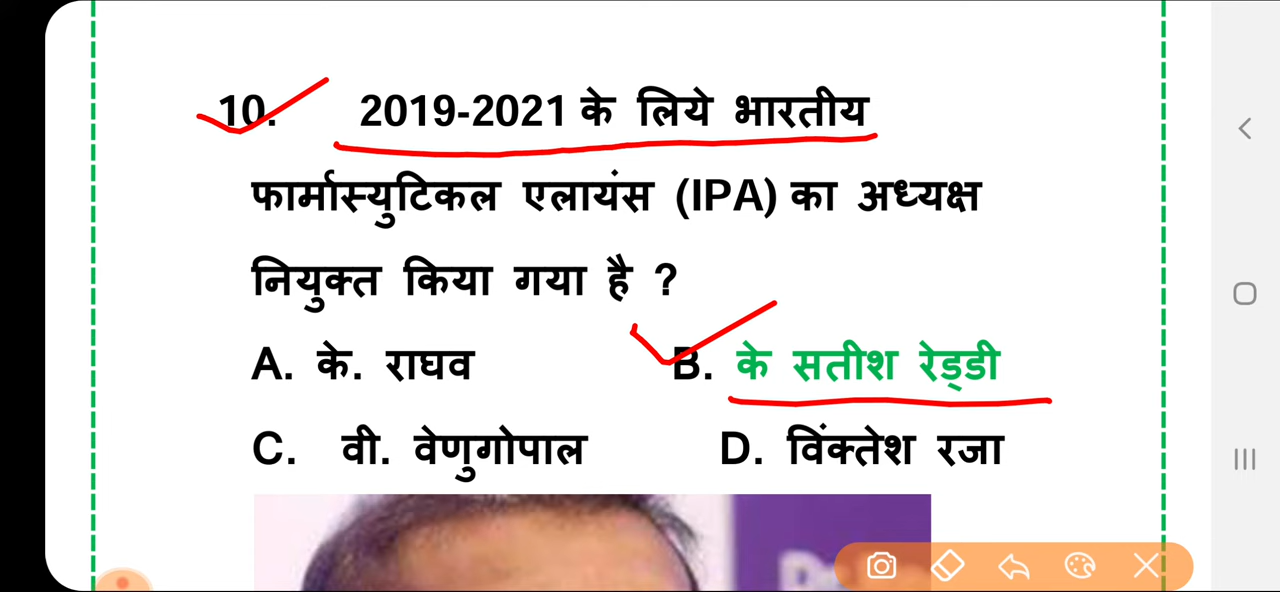 10. 2019-2021 के लिये भारतीय
फार्मास्युटिकल एलायंस (IPA) का अध्यक्ष
नियुक्त किया गया है ?
A. के. राघव B. के सतीश रेड्डी
C. वी. वेणुगोपाल D. विंक्तेश रजा